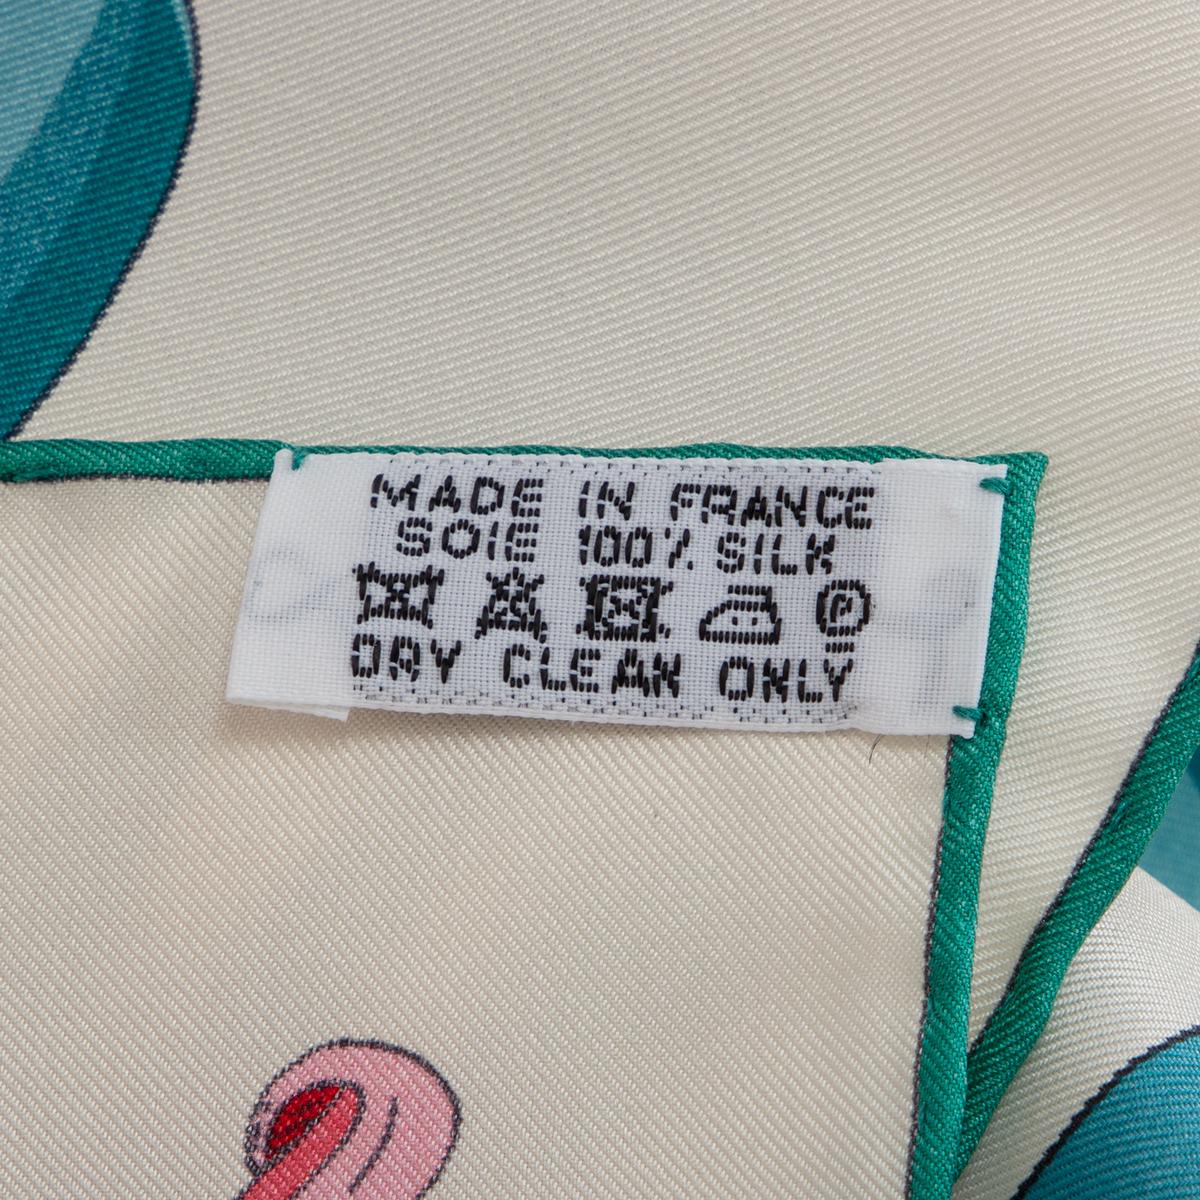 MADE IN FRANCE
SOIE 100% SILK
P
DRY CLEAN ONLY